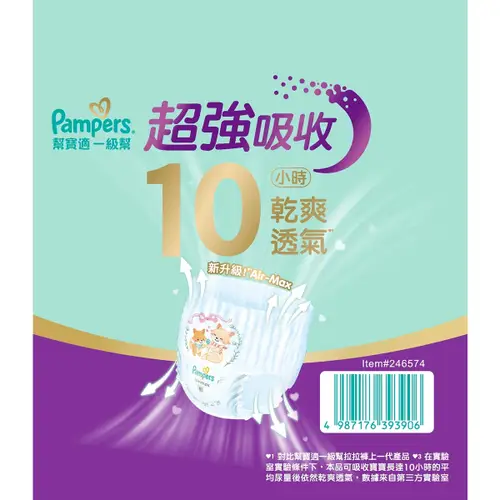 Pampers.
幫寶適 一級幫
超強吸收
10 小時
乾爽
透氣*³
新升級♥¹Air-Max
Pampers
Item#246574
4 987176 393906
♥1 對比幫寶適一級幫拉拉褲上一代產品 ♥3 在實驗
室實驗條件下，本品可吸收寶寶長達10小時的平
均尿量後依然乾爽透氣，數據來自第三方實驗室